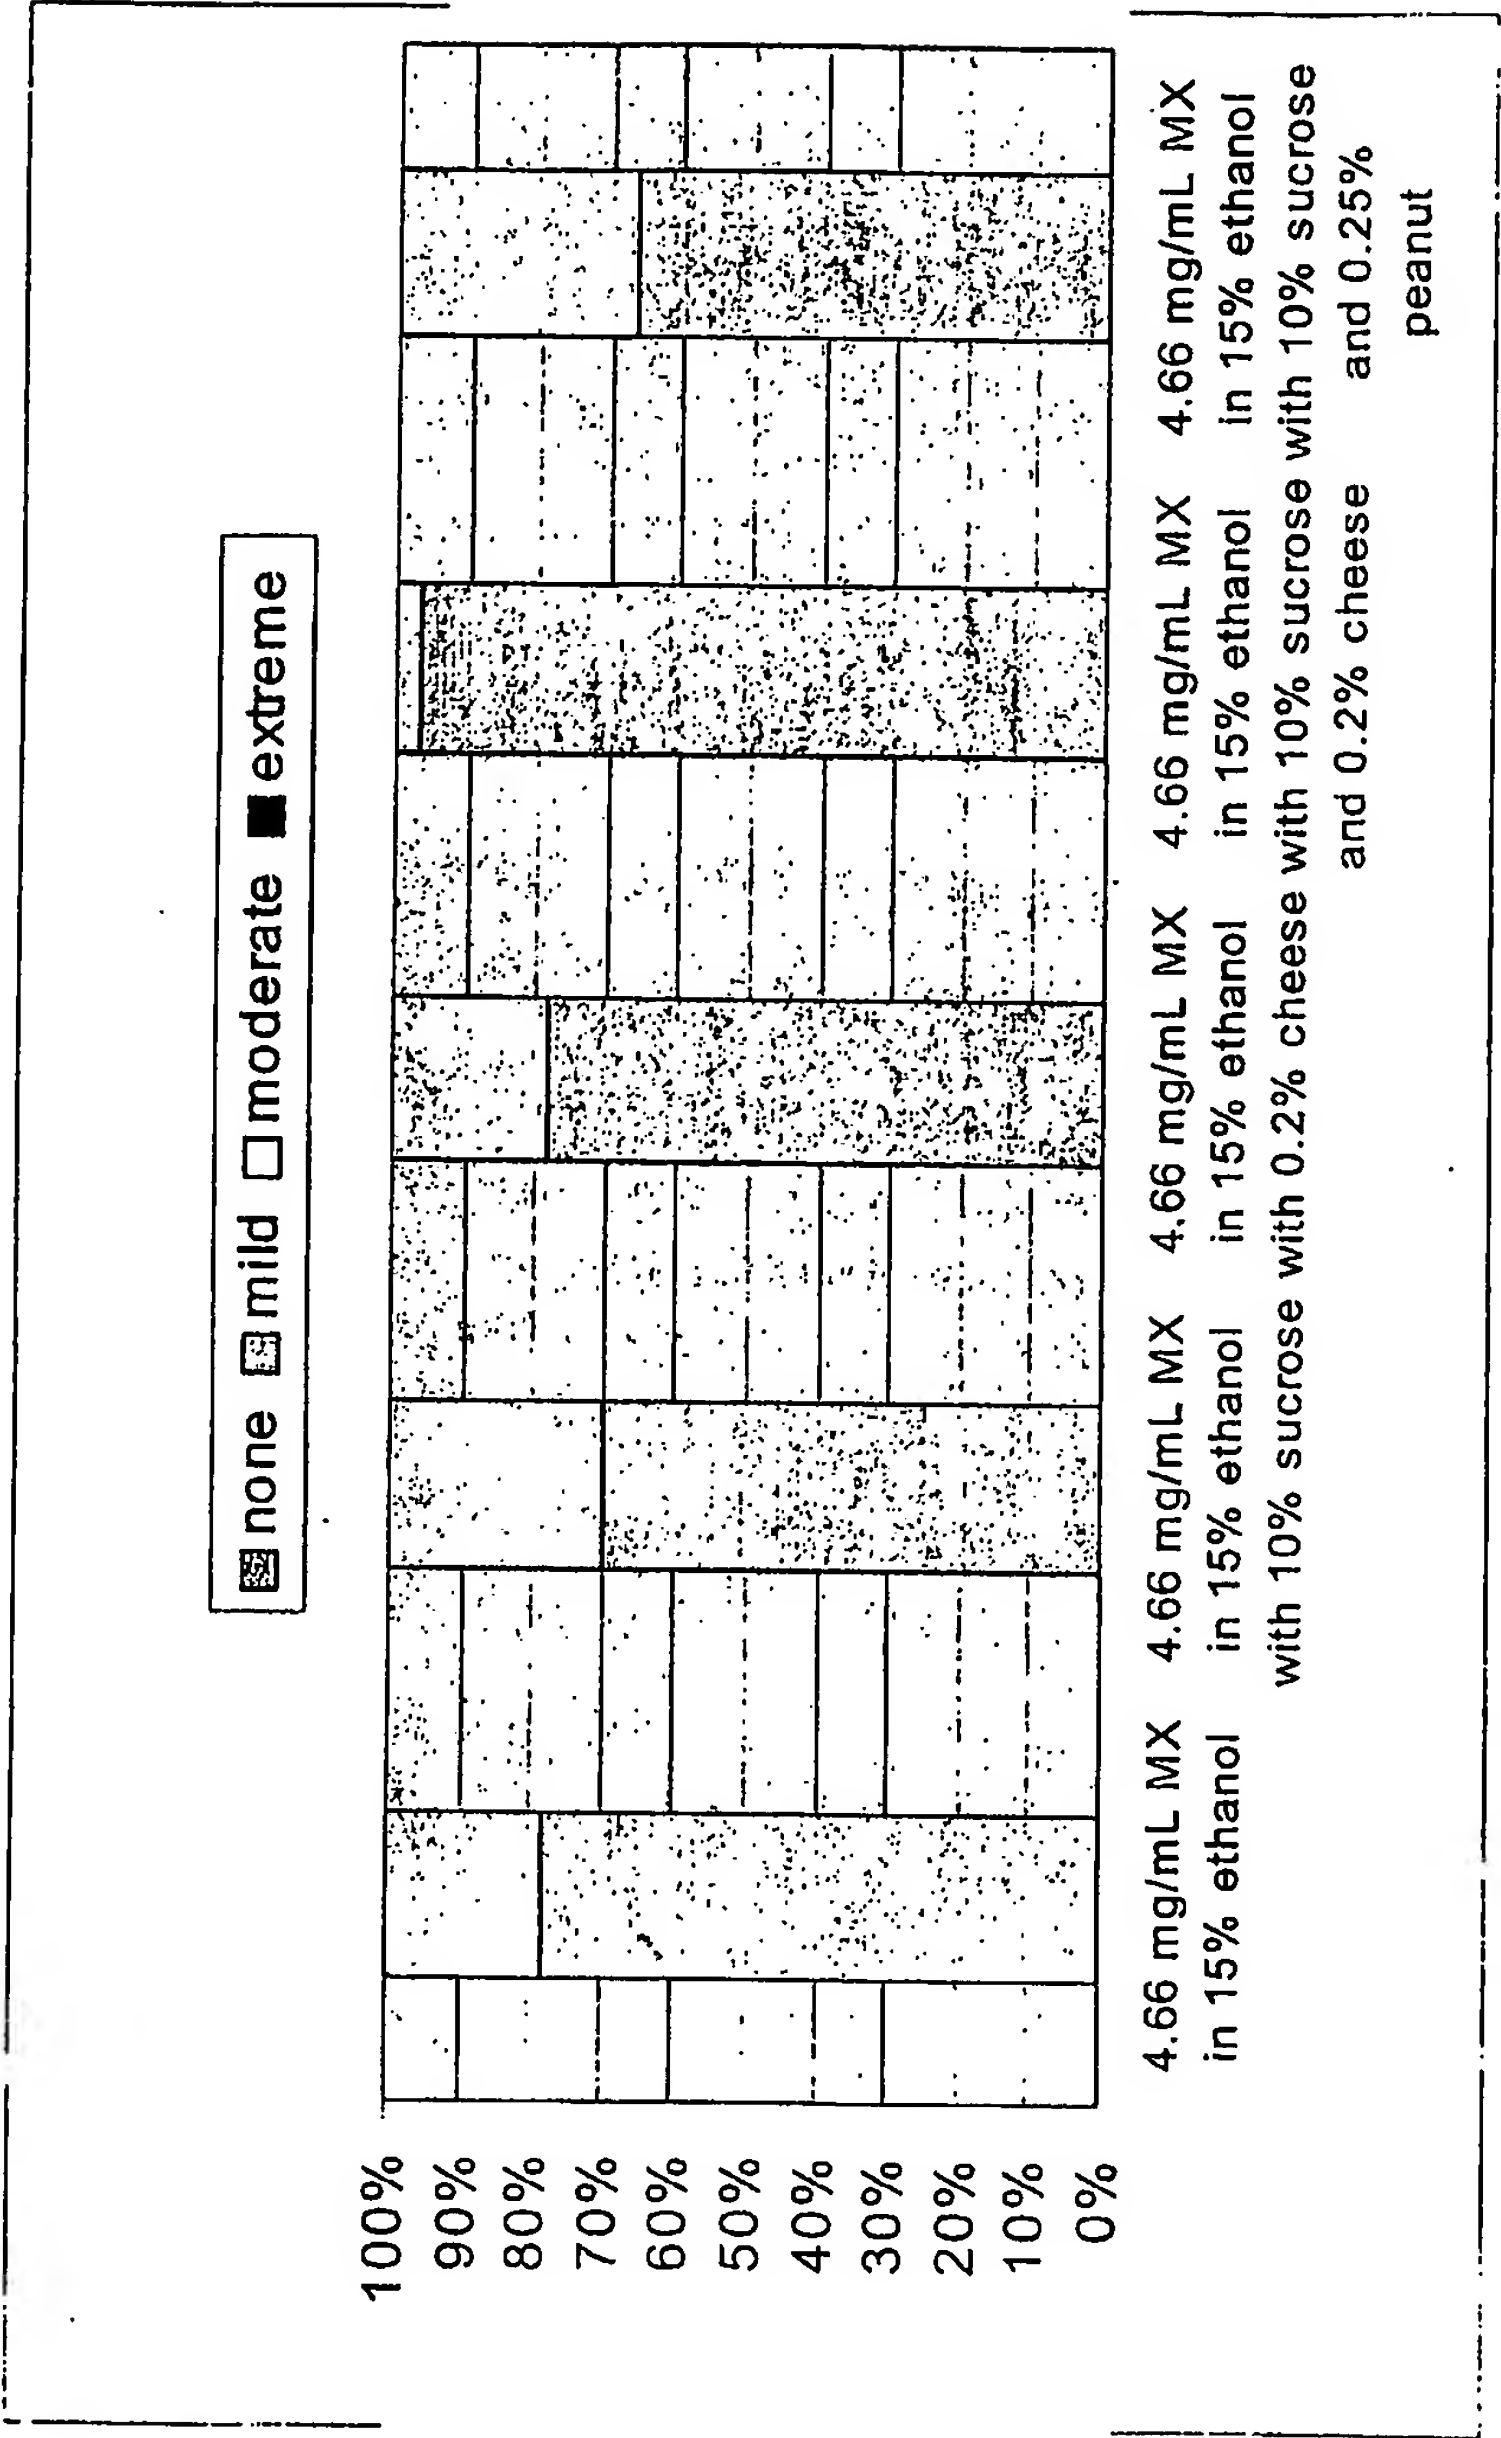 none mild moderate extreme
100%
90%
80%
70%
60%
50%
40%
30%
20%
10%
0%
4.66 mg/mL MX 4.66 mg/mL MX 4.66 mg/mL MX 4.66 mg/mL MX 4.66 mg/mL MX
in 15% ethanol in 15% ethanol in 15% ethanol in 15% ethanol in 15% ethanol
with 10% sucrose with 0.2% cheese with 10% sucrose with 10% sucrose
and 0.2% cheese and 0.25%
peanut